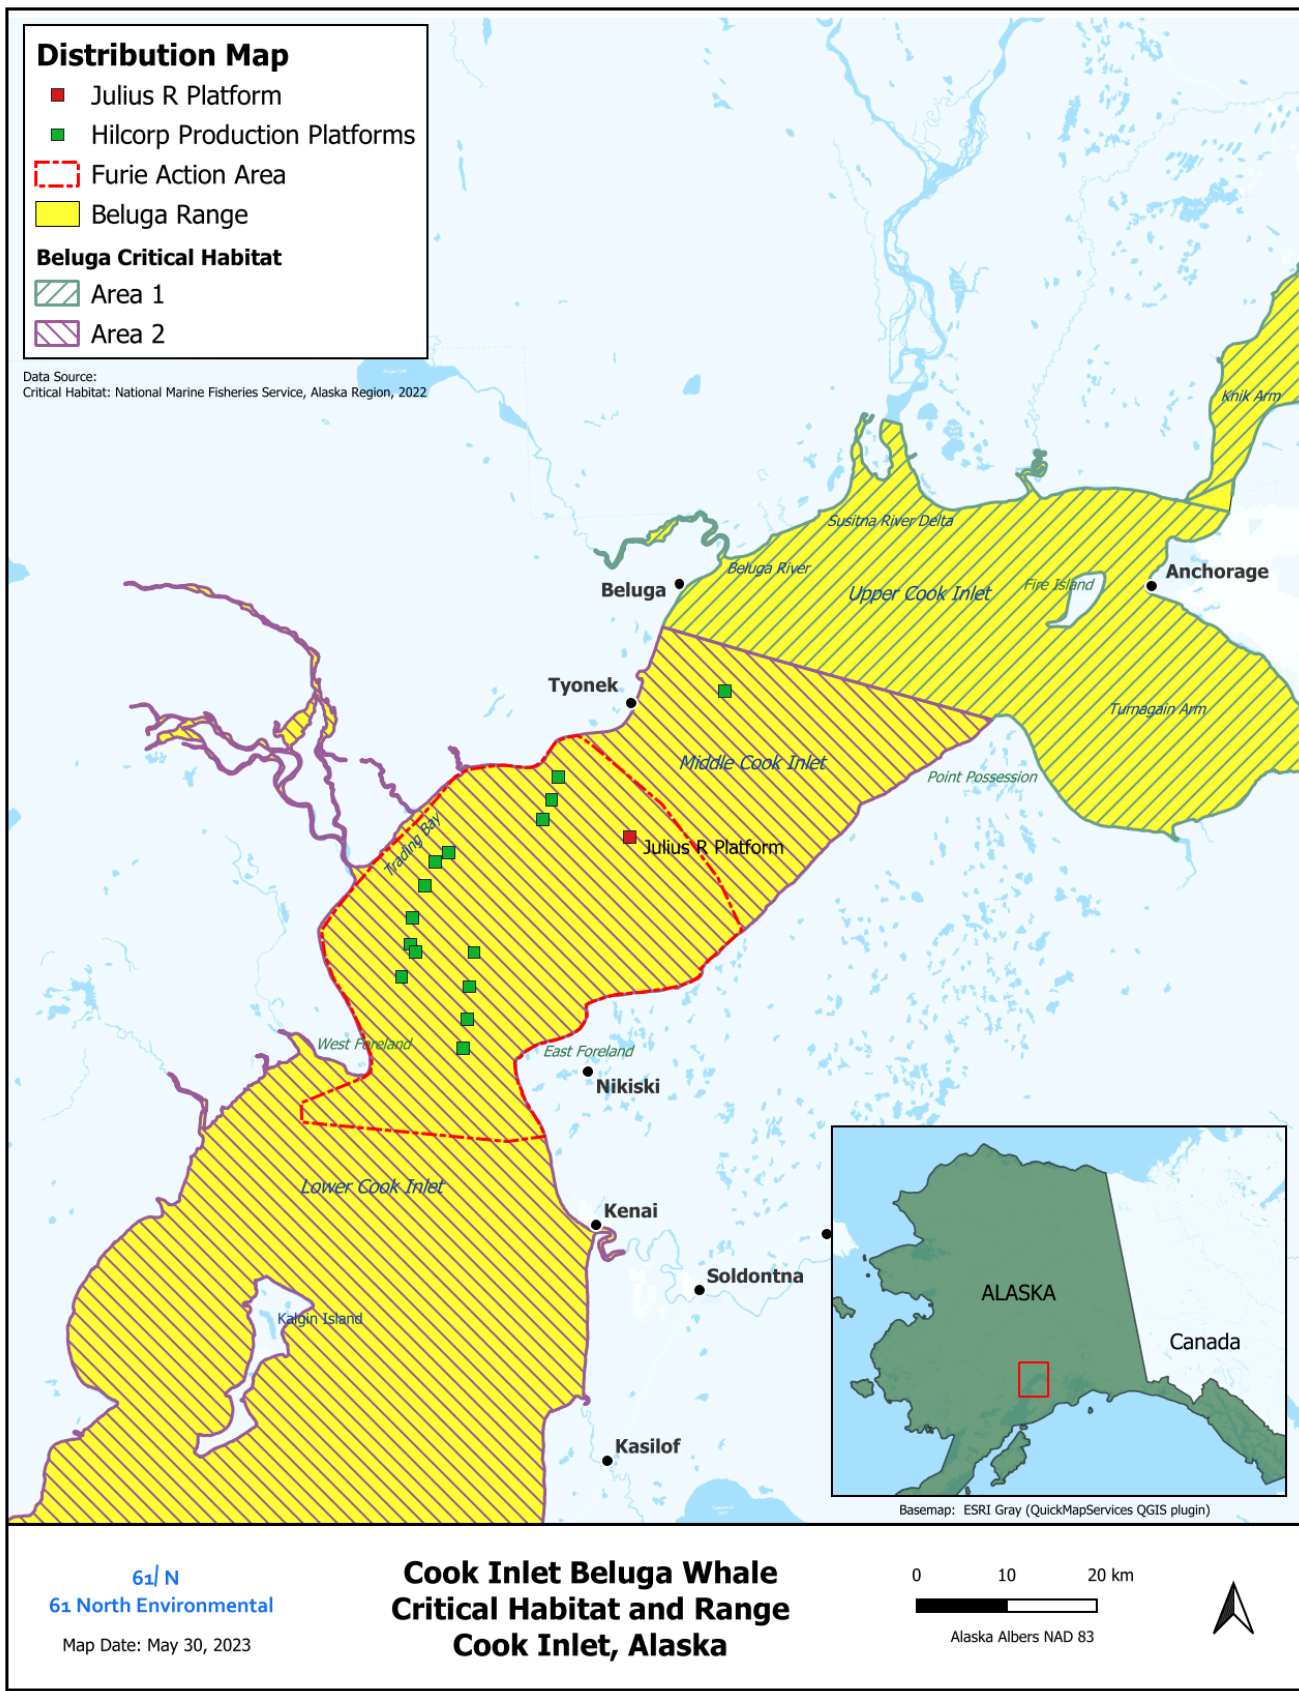 Distribution Map
Julius R Platform
Hilcorp Production Platforms
Furie Action Area
Beluga Range
Beluga Critical Habitat
Area 1
Area 2
Data Source:
Critical Habitat: National Marine Fisheries Service, Alaska Region, 2022
Knik Arm
Susitna River Delta
Beluga River
Beluga
Upper Cook Inlet
Fire Island
Anchorage
Tyonek
Turnagain Arm
Middle Cook Inlet
Point Possession
Trading Bay
Julius R Platform
West Foreland
East Foreland
Nikiski
Lower Cook Inlet
Kenai
Soldontna
Kalgin Island
Kasilof
ALASKA
Canada
Basemap: ESRI Gray (QuickMapServices QGIS plugin)
61/ N
61 North Environmental
Map Date: May 30, 2023
Cook Inlet Beluga Whale
Critical Habitat and Range
Cook Inlet, Alaska
0 10 20 km
Alaska Albers NAD 83